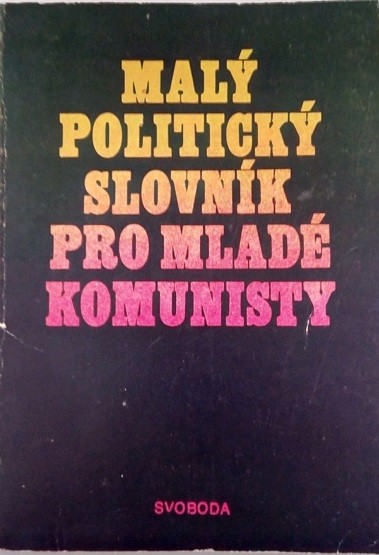 MALÝ
POLITICKÝ
SLOVNÍK
PRO MLADÉ
KOMUNISTY
SVOBODA